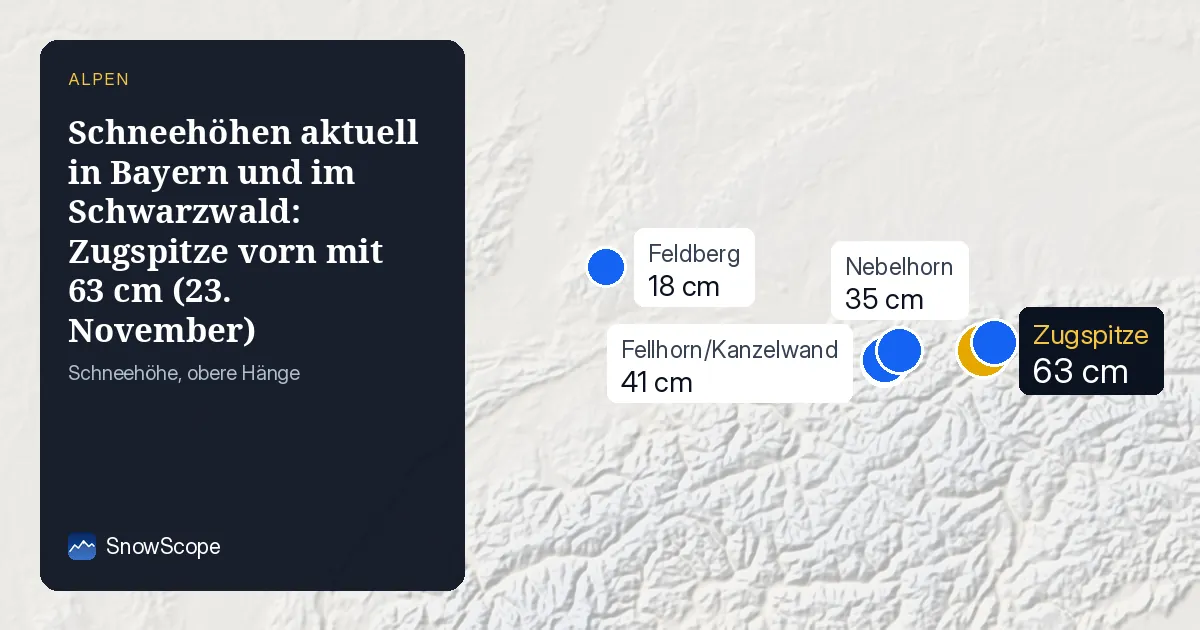 ALPEN
Schneehöhen aktuell
in Bayern und im
Schwarzwald:
Zugspitze vorn mit
63 cm (23.
November)
Schneehöhe, obere Hänge
SnowScope
Feldberg
18 cm
Nebelhorn
35 cm
Fellhorn/Kanzelwand
41 cm
Zugspitze
63 cm